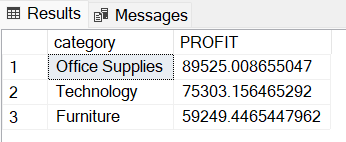 Results Messages
category PROFIT
1 Office Supplies 89525.008655047
2 Technology 75303.156465292
3 Furniture 59249.4465447962